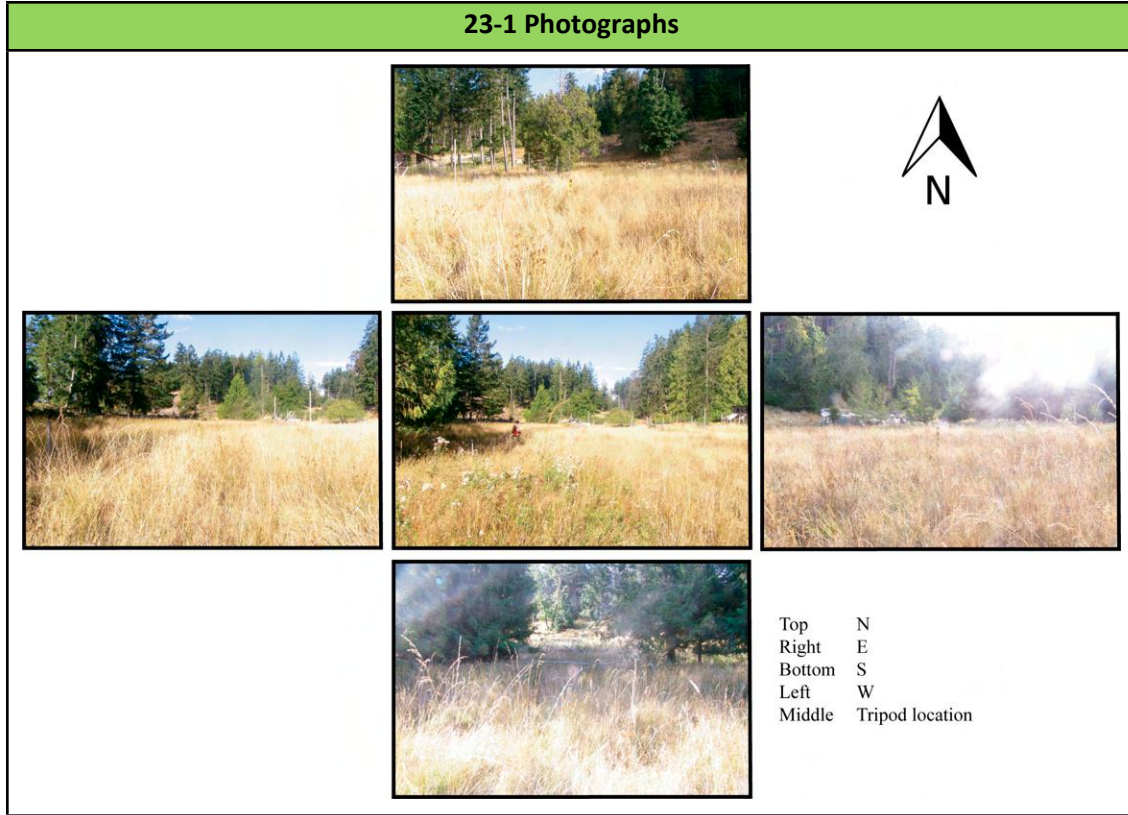 23-1 Photographs
N
Top N
Right E
Bottom S
Left W
Middle Tripod location